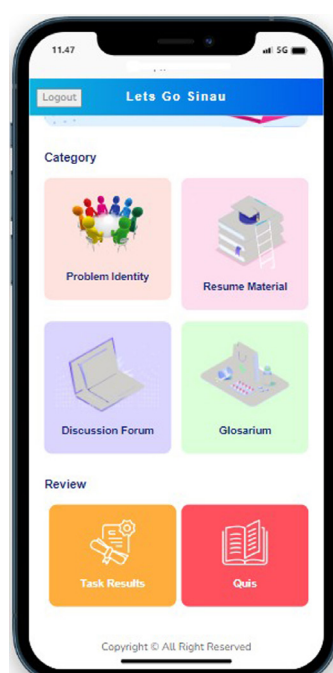 11.47
5G
Logout
Lets Go Sinau
Category
Problem Identity
Resume Material
Discussion Forum
Glosarium
Review
Task Results
Quis
Copyright © All Right Reserved